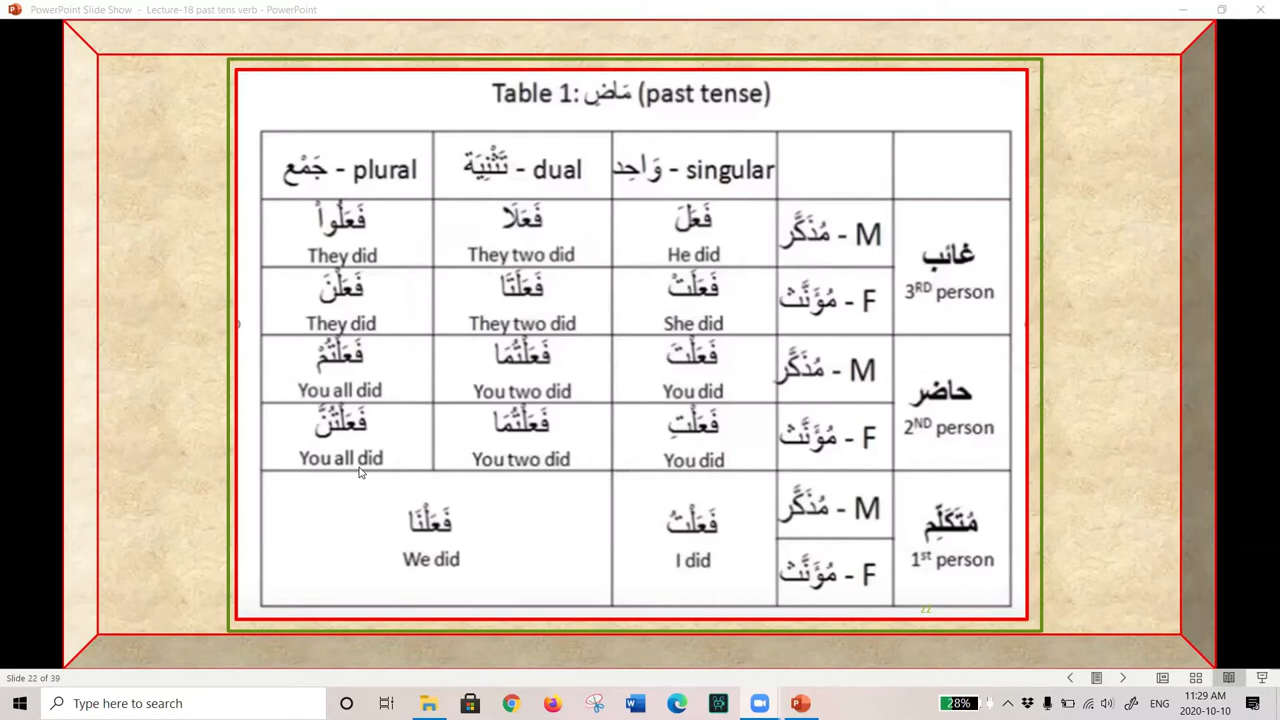 PowerPoint Slide Show - Lecture-18 past tens verb - PowerPoint
Table 1: مَاضٍ (past tense)
جَمْع - plural
تَثْنِيَة - dual
وَاحِد - singular
فَعَلُواْ
فَعَلَا
فَعَلَ
مُذَكَّر - M
غائب
They did
They two did
He did
3RD person
فَعَلْنَ
فَعَلَتَا
فَعَلَتْ
مُؤَنَّث - F
They did
They two did
She did
فَعَلْتُمْ
فَعَلْتُمَا
فَعَلْتَ
مُذَكَّر - M
حاضر
You all did
You two did
You did
2ND person
فَعَلْتُنَّ
فَعَلْتُمَا
فَعَلْتِ
مُؤَنَّث - F
You all did
You two did
You did
فَعَلْنَا
فَعَلْتُ
مُذَكَّر - M
مُتَكَلِّم
We did
I did
مُؤَنَّث - F
1st person
22
Slide 22 of 39
Type here to search
28%
ENG
11:29 AM
2020-10-10